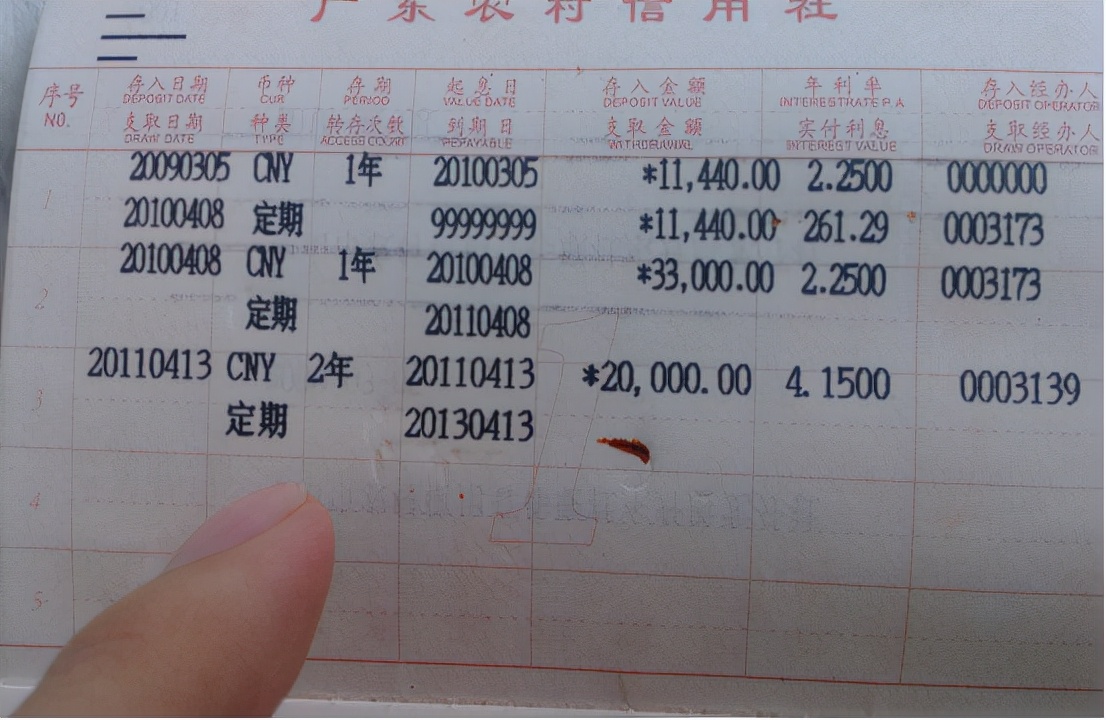 广东农村信用社
序号 存入日期 币种 存期 起息日 存入金额 年利率 存入经办人
DEPOSIT DATE CUR PERIOD VALUE DATE DEPOSIT VALUE INTEREST RATE P.A DEPOSIT OPERATOR
NO. 支取日期 种类 转存次数 到期日 支取金额 实付利息 支取经办人
DRAW DATE TYPE ACCESS COUNT REPAYABLE WITHDRAWAL INTEREST VALUE DRAW OPERATOR
1 20090305 CNY 1年 20100305 *11,440.00 2.2500 0000000
20100408 定期 99999999 *11,440.00 261.29 0003173
2 20100408 CNY 1年 20100408 *33,000.00 2.2500 0003173
定期 20110408
3 20110413 CNY 2年 20110413 *20,000.00 4.1500 0003139
定期 20130413
4
5